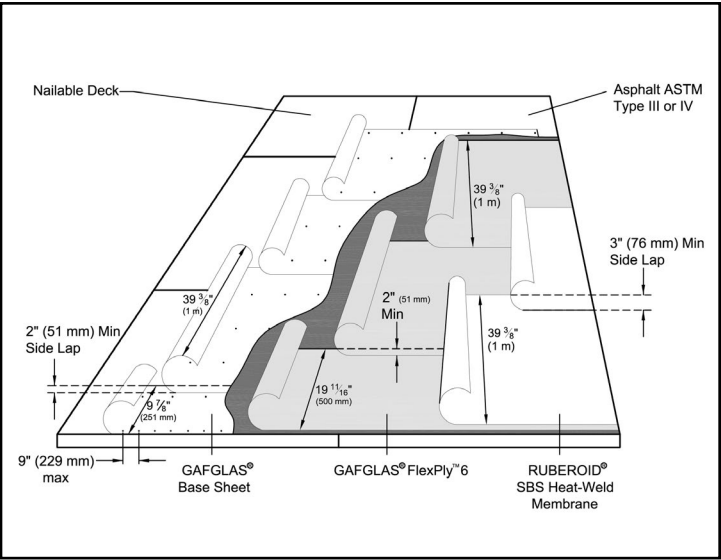 Nailable Deck
Asphalt ASTM
Type III or IV
39 3/8"
(1 m)
3" (76 mm) Min
Side Lap
39 3/8"
(1 m)
2" (51 mm)
Min
2" (51 mm) Min
Side Lap
39 3/8"
(1 m)
9 7/8"
(251 mm)
19 11/16"
(500 mm)
9" (229 mm)
max
GAFGLAS®
Base Sheet
GAFGLAS® FlexPly™ 6
RUBEROID®
SBS Heat-Weld
Membrane